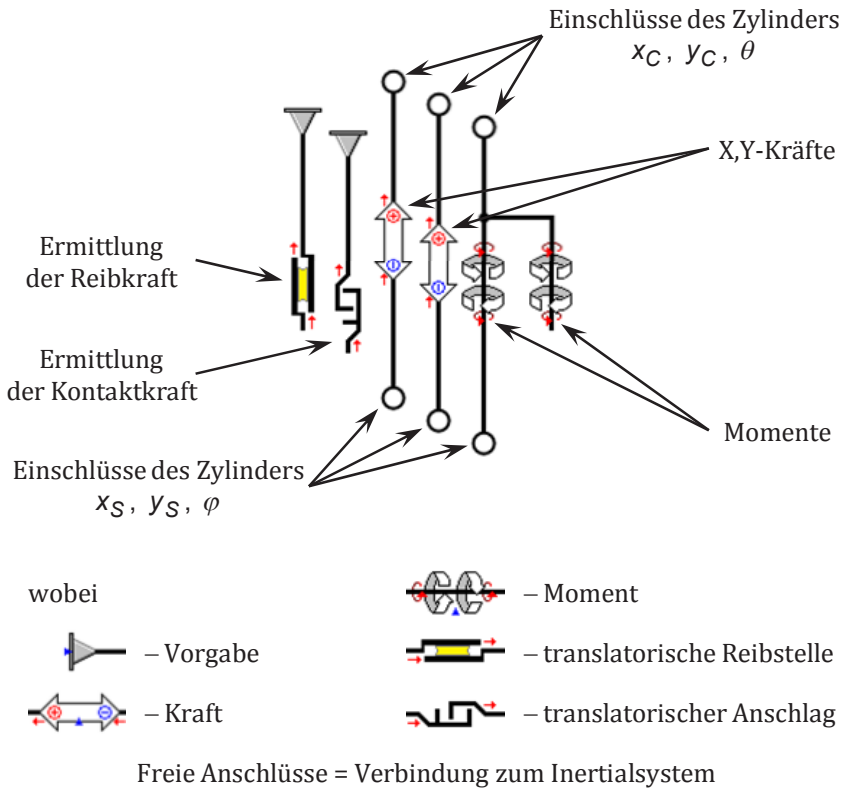 Einschlüsse des Zylinders
x_C , y_C , θ
X,Y-Kräfte
Ermittlung
der Reibkraft
Ermittlung
der Kontaktkraft
Momente
Einschlüsse des Zylinders
x_S , y_S , φ
wobei
– Moment
– Vorgabe
– translatorische Reibstelle
– Kraft
– translatorischer Anschlag
Freie Anschlüsse = Verbindung zum Inertialsystem